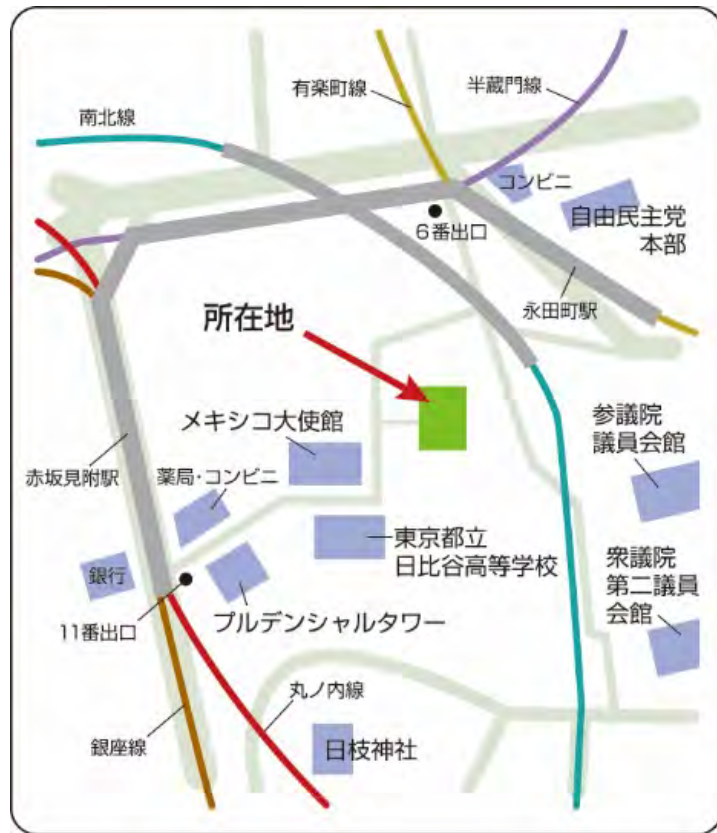 有楽町線
半蔵門線
南北線
コンビニ
自由民主党
本部
6番出口
永田町駅
所在地
メキシコ大使館
参議院
議員会館
赤坂見附駅
薬局・コンビニ
東京都立
日比谷高等学校
衆議院
第二議員
会館
銀行
11番出口
プルデンシャルタワー
丸ノ内線
銀座線
日枝神社